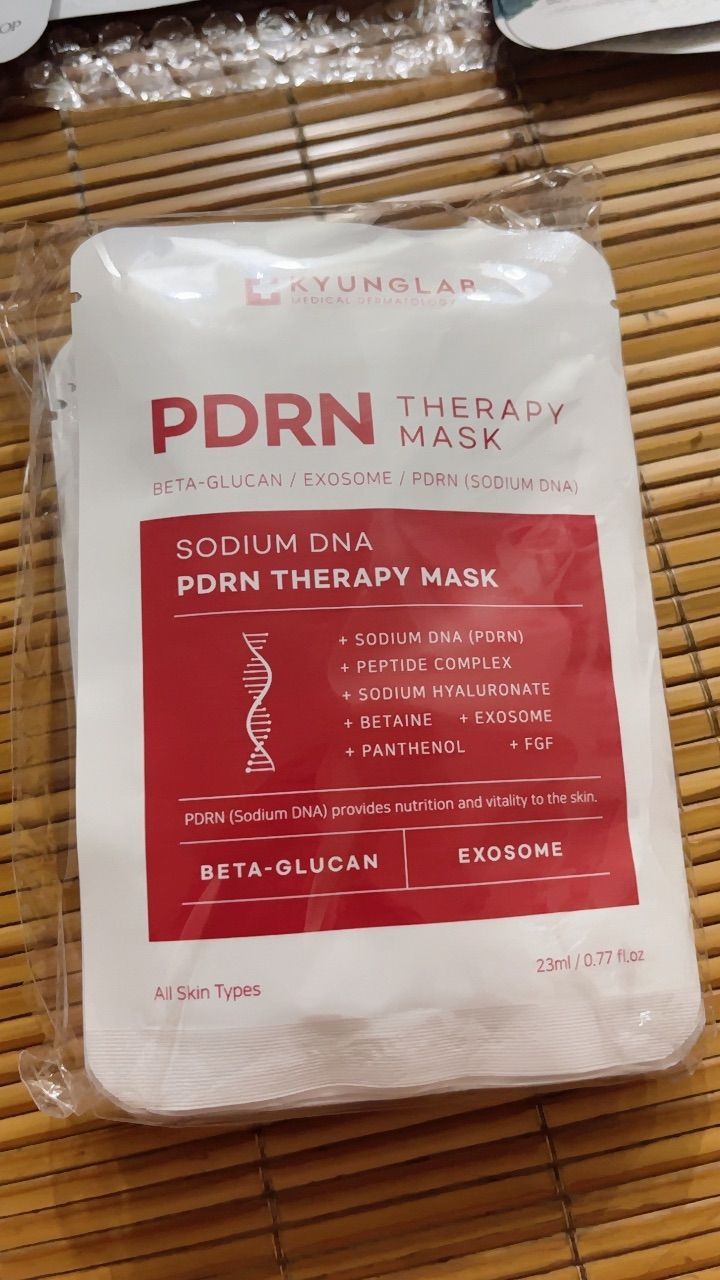 OP
KYUNGLAB
MEDICAL DERMATOLOGY
PDRN THERAPY
MASK
BETA-GLUCAN / EXOSOME / PDRN (SODIUM DNA)
SODIUM DNA
PDRN THERAPY MASK
+ SODIUM DNA (PDRN)
+ PEPTIDE COMPLEX
+ SODIUM HYALURONATE
+ BETAINE + EXOSOME
+ PANTHENOL + FGF
PDRN (Sodium DNA) provides nutrition and vitality to the skin.
BETA-GLUCAN EXOSOME
All Skin Types 23ml / 0.77 fl.oz